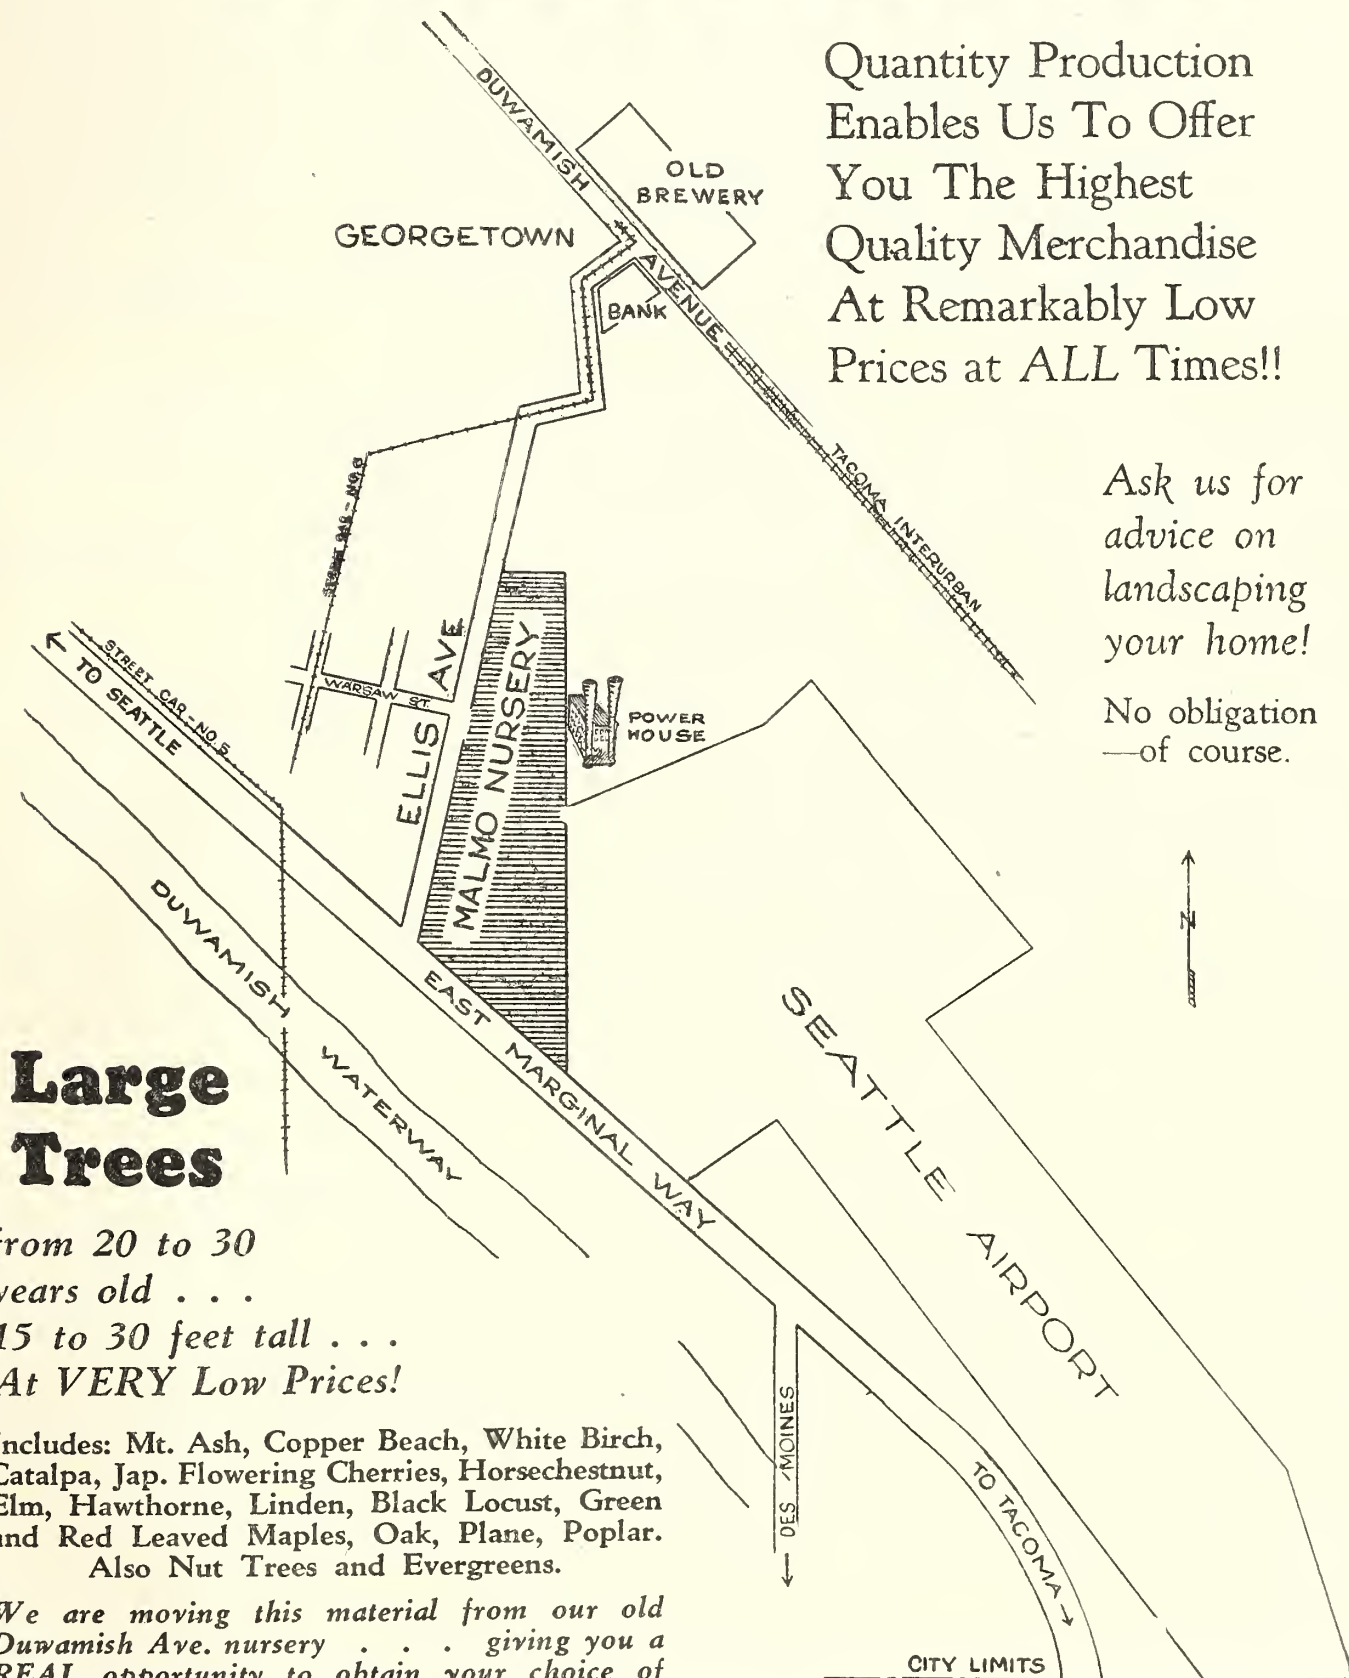 Quantity Production
Enables Us To Offer
You The Highest
Quality Merchandise
At Remarkably Low
Prices at ALL Times!!
Ask us for
advice on
landscaping
your home!
No obligation
—of course.
DUWAMISH AVENUE
OLD
BREWERY
GEORGETOWN
BANK
TACOMA INTERURBAN
STREET CAR - NO. 6
ELLIS AVE
MALMO NURSERY
WARSAW ST.
POWER
HOUSE
STREET CAR - NO. 5
TO SEATTLE
DUWAMISH WATERWAY
EAST MARGINAL WAY
N
SEATTLE AIRPORT
DES MOINES
TO TACOMA
CITY LIMITS
Large
Trees
rom 20 to 30
years old . . .
15 to 30 feet tall . . .
At VERY Low Prices!
ncludes: Mt. Ash, Copper Beach, White Birch,
Catalpa, Jap. Flowering Cherries, Horsechestnut,
Elm, Hawthorne, Linden, Black Locust, Green
and Red Leaved Maples, Oak, Plane, Poplar.
Also Nut Trees and Evergreens.
We are moving this material from our old
Duwamish Ave. nursery . . . giving you a
REAL opportunity to obtain your choice of